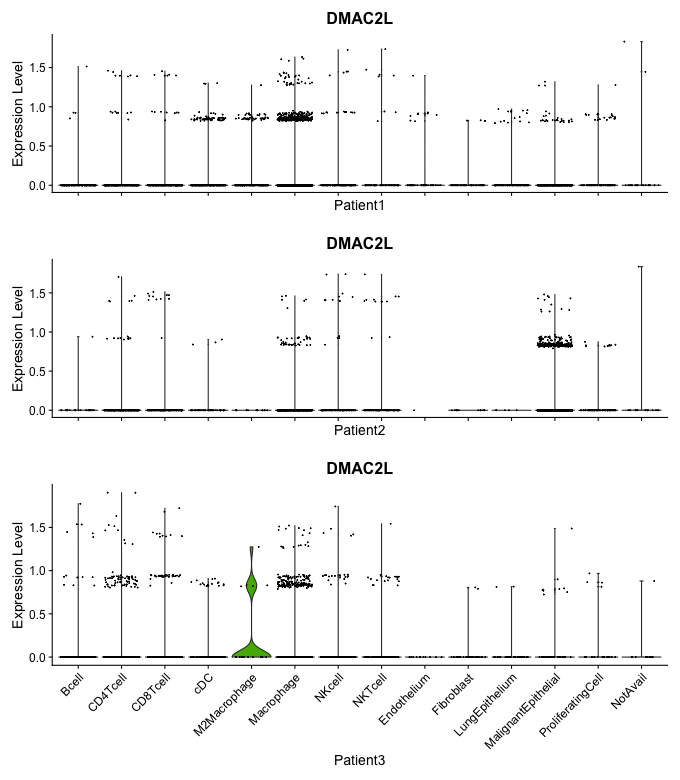 DMAC2L
Expression Level
1.5
1.0
0.5
0.0
Patient1
DMAC2L
Expression Level
1.5
1.0
0.5
0.0
Patient2
DMAC2L
Expression Level
1.5
1.0
0.5
0.0
Bcell
CD4Tcell
CD8Tcell
cDC
M2Macrophage
Macrophage
NKcell
NKTcell
Endothelium
Fibroblast
LungEpithelium
MalignantEpithelial
ProliferatingCell
NotAvail
Patient3